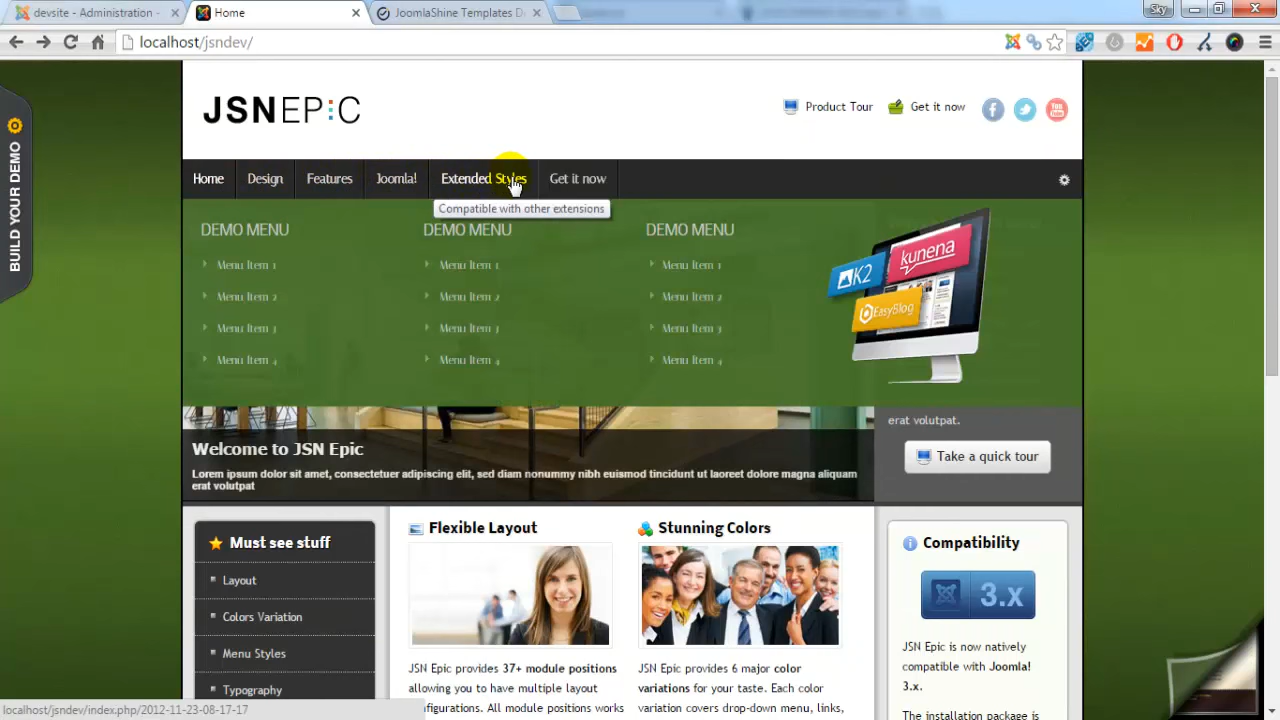 devsite - Administration -
Home
JoomlaShine Templates De
Sky
localhost/jsndev/
JSNEPIC
Product Tour
Get it now
You Tube
BUILD YOUR DEMO
Home
Design
Features
Joomla!
Extended Styles
Get it now
Compatible with other extensions
DEMO MENU
DEMO MENU
DEMO MENU
Menu Item 1
Menu Item 1
Menu Item 1
Menu Item 2
Menu Item 2
Menu Item 2
Menu Item 3
Menu Item 3
Menu Item 3
Menu Item 4
Menu Item 4
Menu Item 4
K2
kunena
EasyBlog
erat volutpat.
Take a quick tour
Welcome to JSN Epic
Lorem ipsum dolor sit amet, consectetuer adipiscing elit, sed diam nonummy nibh euismod tincidunt ut laoreet dolore magna aliquam
erat volutpat
Must see stuff
Layout
Colors Variation
Menu Styles
Typography
Flexible Layout
JSN Epic provides 37+ module positions
allowing you to have multiple layout
configurations. All module positions works
Stunning Colors
JSN Epic provides 6 major color
variations for your taste. Each color
variation covers drop-down menu, links,
Compatibility
3.x
JSN Epic is now natively
compatible with Joomla!
3.x.
The installation package is
localhost/jsndev/index.php/2012-11-23-08-17-17